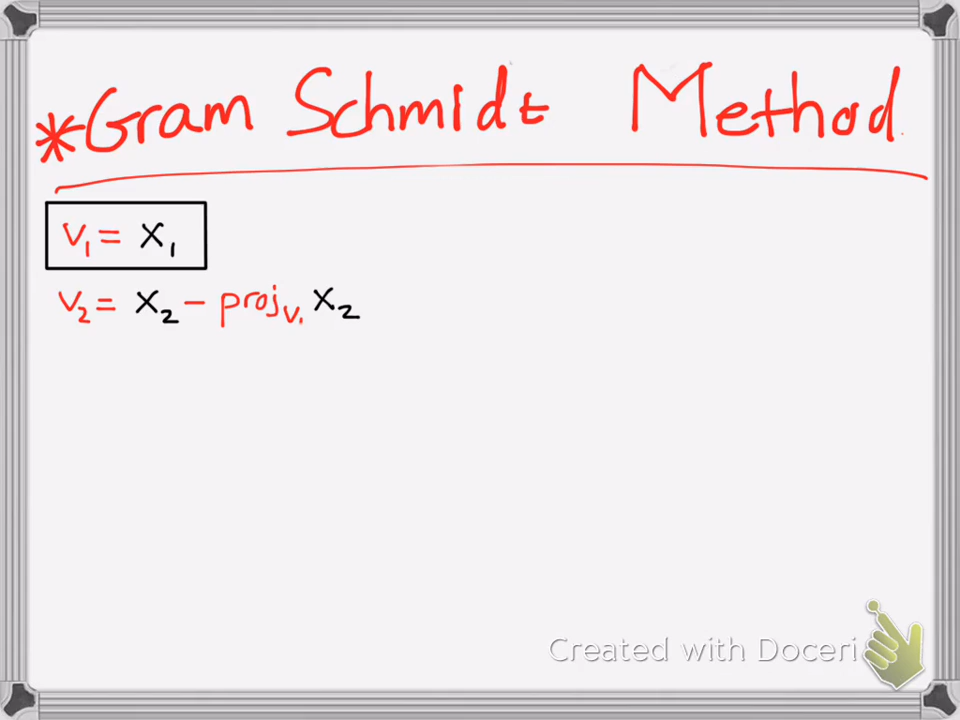 *Gram Schmidt Method.
V₁ = X₁
V₂ = X₂ - projᵥ₁ X₂
Created with Doceri